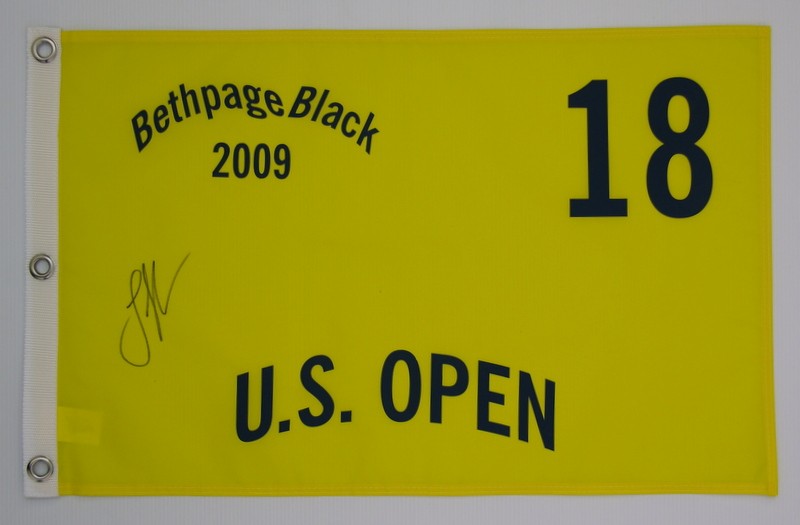 Bethpage Black
2009
18
U.S. OPEN